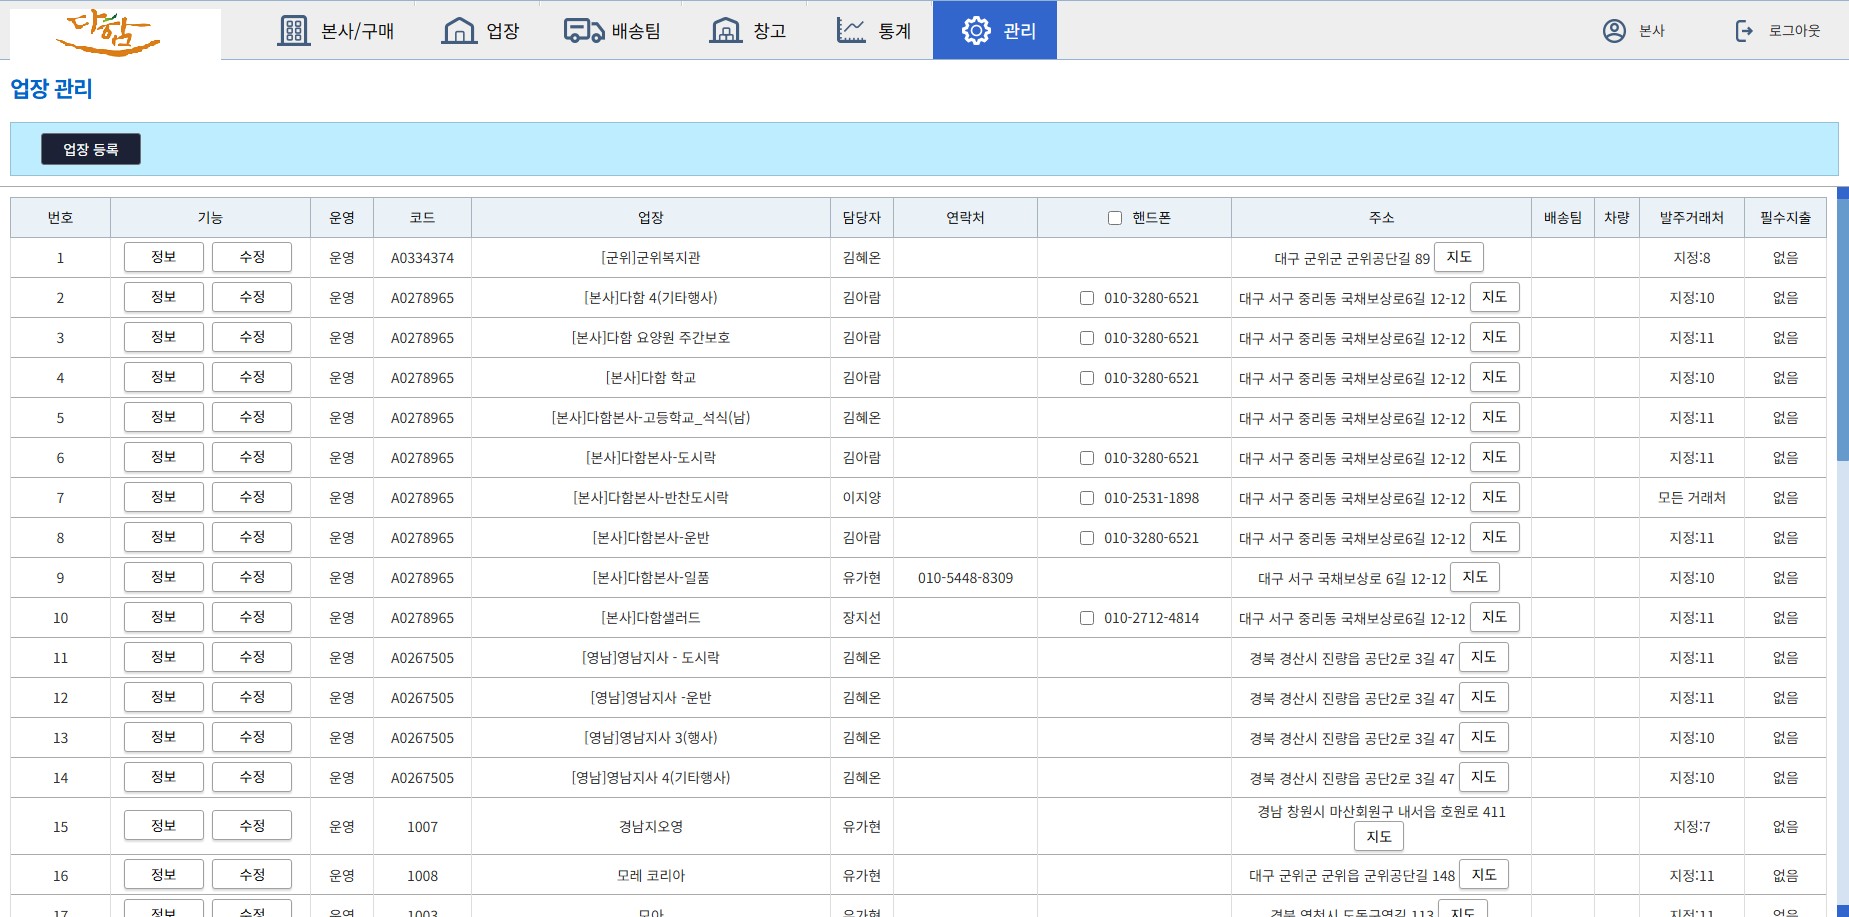 다함 본사/구매 업장 배송팀 창고 통계 관리 본사 로그아웃
업장 관리
업장 등록
번호 기능 운영 코드 업장 담당자 연락처 핸드폰 주소 배송팀 차량 발주거래처 필수지출
1 정보 수정 운영 A0334374 [군위]군위복지관 김혜온 대구 군위군 군위공단길 89 지도 지정:8 없음
2 정보 수정 운영 A0278965 [본사]다함 4(기타행사) 김아람 010-3280-6521 대구 서구 중리동 국채보상로6길 12-12 지도 지정:10 없음
3 정보 수정 운영 A0278965 [본사]다함 요양원 주간보호 김아람 010-3280-6521 대구 서구 중리동 국채보상로6길 12-12 지도 지정:11 없음
4 정보 수정 운영 A0278965 [본사]다함 학교 김아람 010-3280-6521 대구 서구 중리동 국채보상로6길 12-12 지도 지정:10 없음
5 정보 수정 운영 A0278965 [본사]다함본사-고등학교_석식(남) 김혜온 대구 서구 중리동 국채보상로6길 12-12 지도 지정:11 없음
6 정보 수정 운영 A0278965 [본사]다함본사-도시락 김아람 010-3280-6521 대구 서구 중리동 국채보상로6길 12-12 지도 지정:11 없음
7 정보 수정 운영 A0278965 [본사]다함본사-반찬도시락 이지양 010-2531-1898 대구 서구 중리동 국채보상로6길 12-12 지도 모든 거래처 없음
8 정보 수정 운영 A0278965 [본사]다함본사-운반 김아람 010-3280-6521 대구 서구 중리동 국채보상로6길 12-12 지도 지정:11 없음
9 정보 수정 운영 A0278965 [본사]다함본사-일품 유가현 010-5448-8309 대구 서구 국채보상로 6길 12-12 지도 지정:10 없음
10 정보 수정 운영 A0278965 [본사]다함샐러드 장지선 010-2712-4814 대구 서구 중리동 국채보상로6길 12-12 지도 지정:11 없음
11 정보 수정 운영 A0267505 [영남]영남지사 - 도시락 김혜온 경북 경산시 진량읍 공단2로 3길 47 지도 지정:11 없음
12 정보 수정 운영 A0267505 [영남]영남지사 -운반 김혜온 경북 경산시 진량읍 공단2로 3길 47 지도 지정:11 없음
13 정보 수정 운영 A0267505 [영남]영남지사 3(행사) 김혜온 경북 경산시 진량읍 공단2로 3길 47 지도 지정:10 없음
14 정보 수정 운영 A0267505 [영남]영남지사 4(기타행사) 김혜온 경북 경산시 진량읍 공단2로 3길 47 지도 지정:10 없음
15 정보 수정 운영 1007 경남지오영 유가현 경남 창원시 마산회원구 내서읍 호원로 411 지도 지정:7 없음
16 정보 수정 운영 1008 모레 코리아 유가현 대구 군위군 군위읍 군위공단길 148 지도 지정:11 없음
17 정보 수정 운영 1003 모아 유가현 경북 영천시 113 지도 지정:11 없음